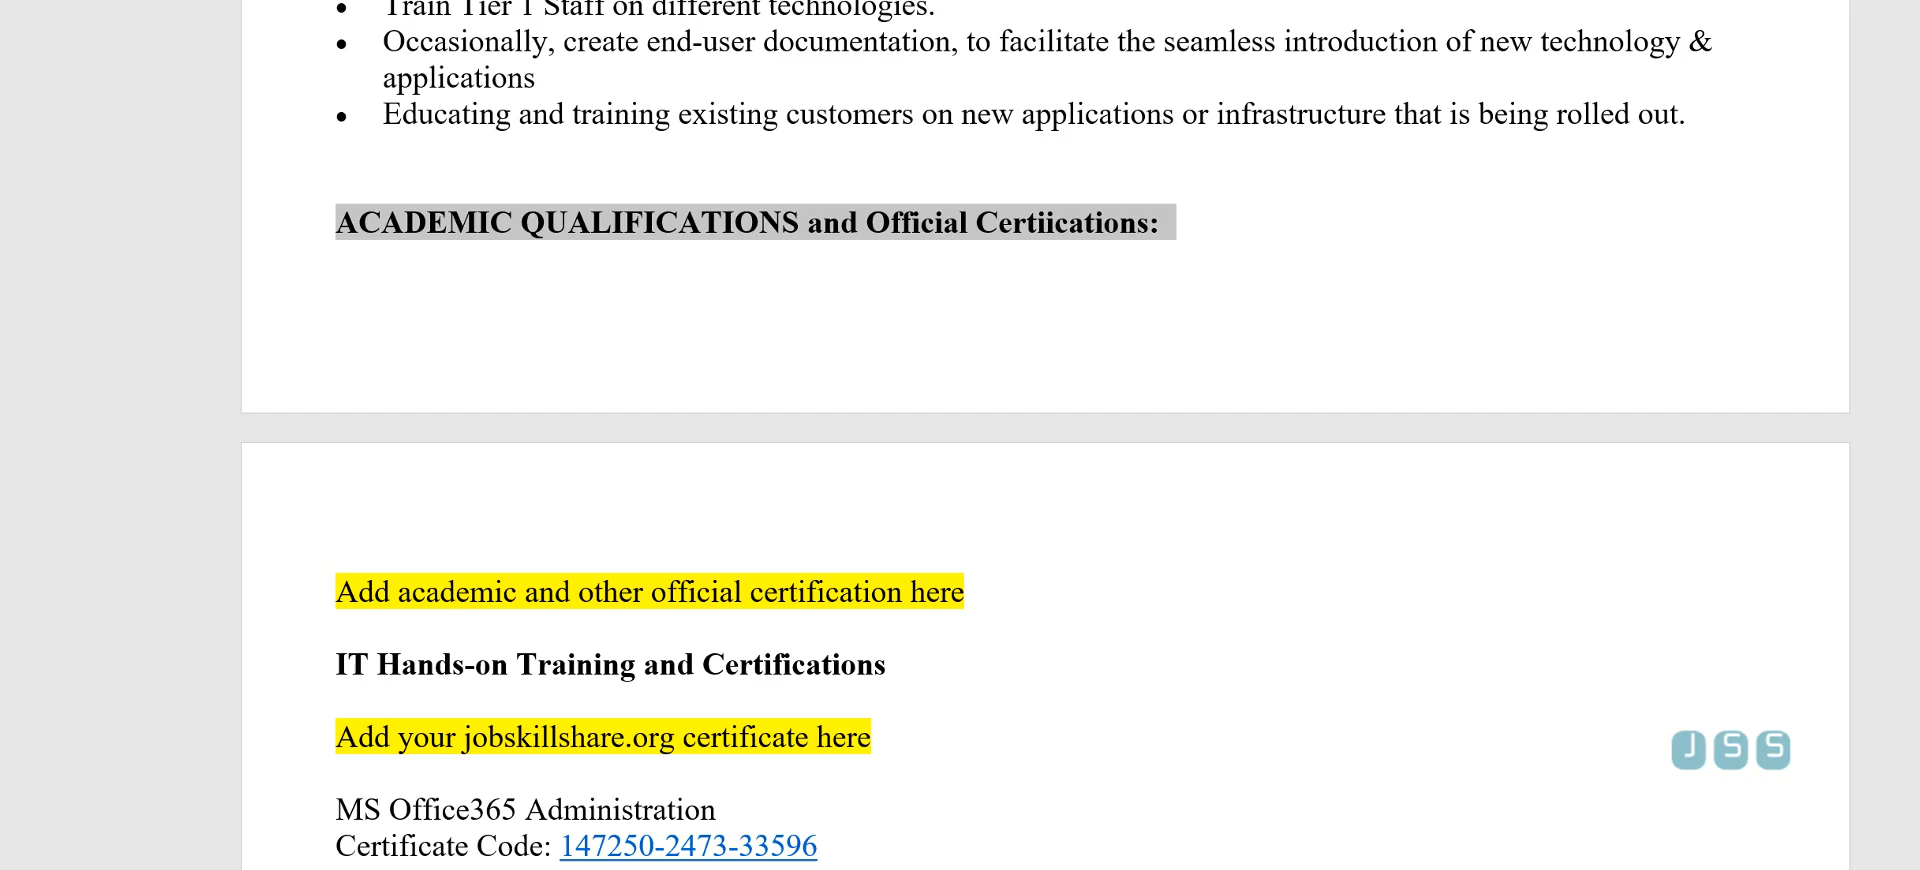 • Train Tier 1 Staff on different technologies.
• Occasionally, create end-user documentation, to facilitate the seamless introduction of new technology &
applications
• Educating and training existing customers on new applications or infrastructure that is being rolled out.
ACADEMIC QUALIFICATIONS and Official Certiications:
Add academic and other official certification here
IT Hands-on Training and Certifications
Add your jobskillshare.org certificate here
JSS
MS Office365 Administration
Certificate Code: 147250-2473-33596